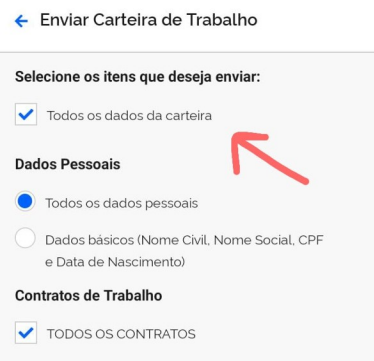 Enviar Carteira de Trabalho
Selecione os itens que deseja enviar:
Todos os dados da carteira
Dados Pessoais
Todos os dados pessoais
Dados básicos (Nome Civil, Nome Social, CPF
e Data de Nascimento)
Contratos de Trabalho
TODOS OS CONTRATOS